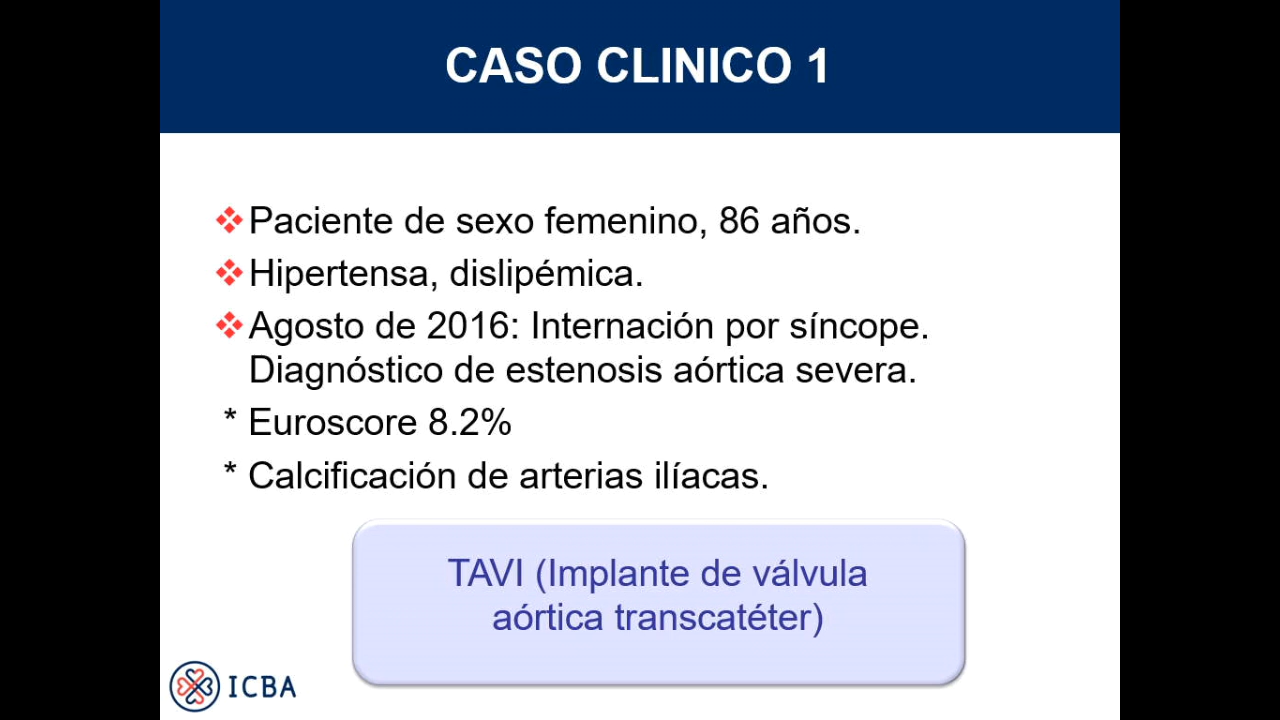 CASO CLINICO 1
Paciente de sexo femenino, 86 años.
Hipertensa, dislipémica.
Agosto de 2016: Internación por síncope.
Diagnóstico de estenosis aórtica severa.
* Euroscore 8.2%
* Calcificación de arterias ilíacas.
TAVI (Implante de válvula
aórtica transcatéter)
ICBA